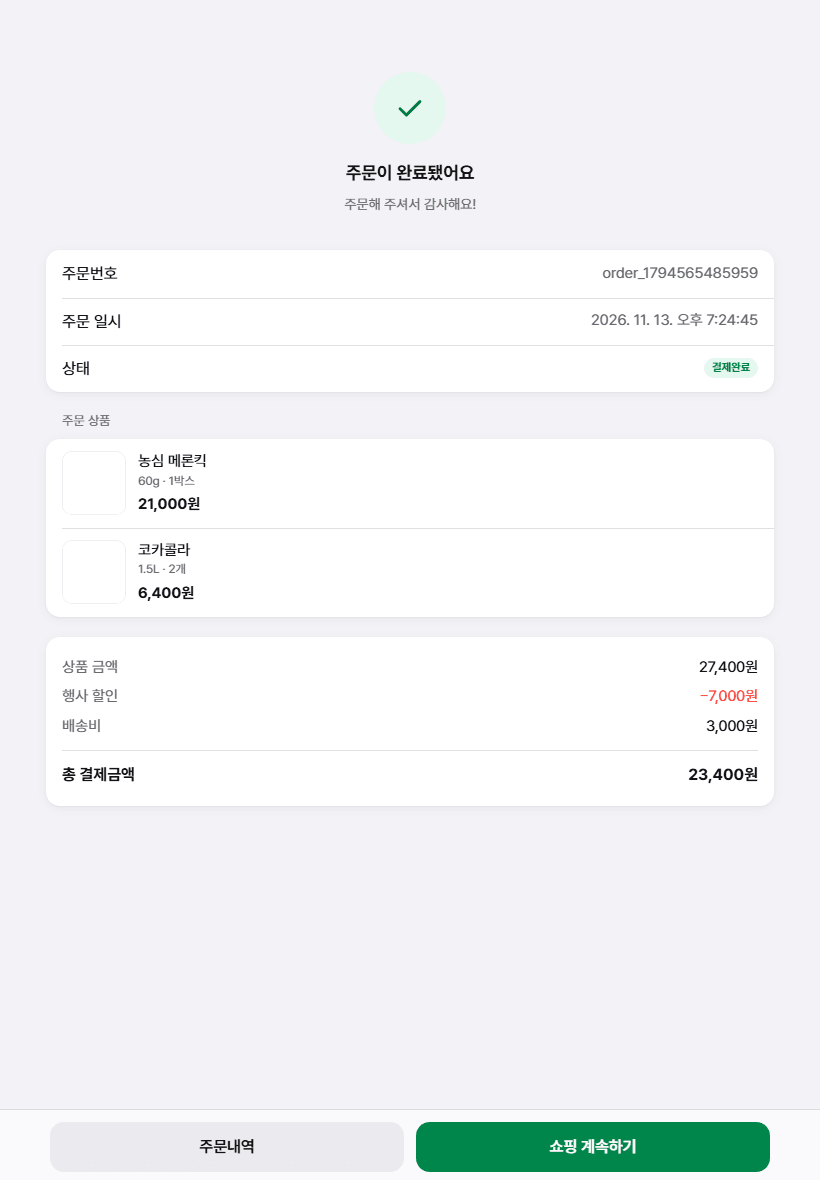 주문이 완료됐어요
주문해 주셔서 감사해요!
주문번호 order_1794565485959
주문 일시 2026. 11. 13. 오후 7:24:45
상태 결제완료
주문 상품
농심 메론킥
60g · 1박스
21,000원
코카콜라
1.5L · 2개
6,400원
상품 금액 27,400원
행사 할인 −7,000원
배송비 3,000원
총 결제금액 23,400원
주문내역 쇼핑 계속하기